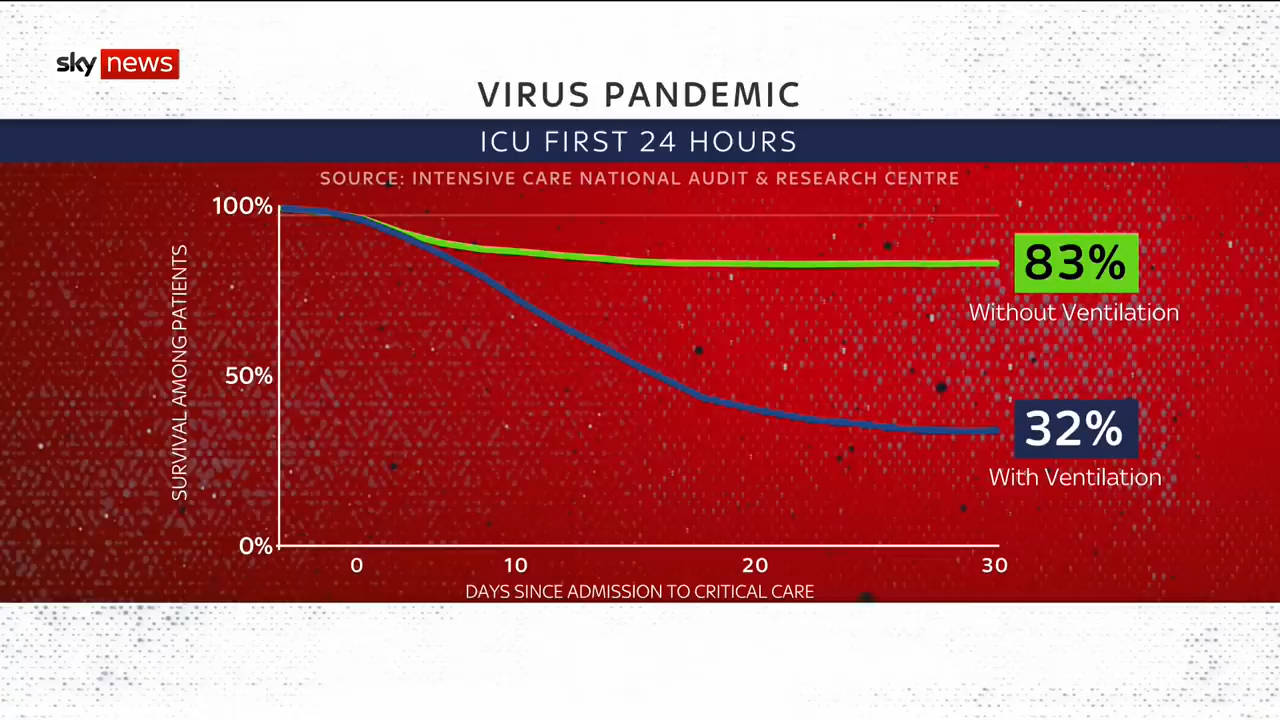 sky news
VIRUS PANDEMIC
ICU FIRST 24 HOURS
SOURCE: INTENSIVE CARE NATIONAL AUDIT & RESEARCH CENTRE
SURVIVAL AMONG PATIENTS
100%
50%
0%
83%
Without Ventilation
32%
With Ventilation
0 10 20 30
DAYS SINCE ADMISSION TO CRITICAL CARE